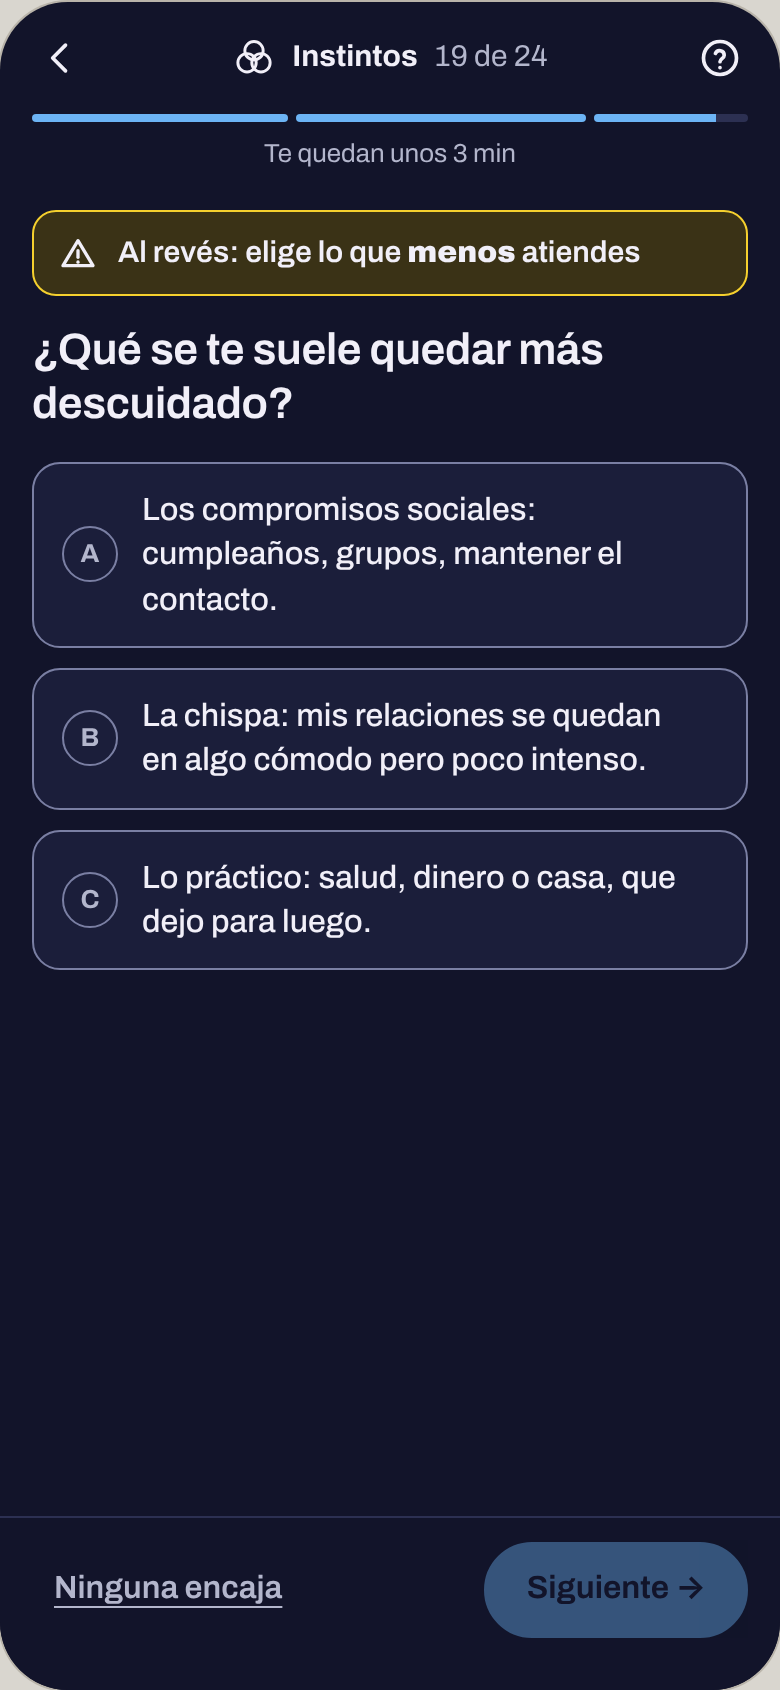 Instintos 19 de 24
Te quedan unos 3 min
Al revés: elige lo que menos atiendes
¿Qué se te suele quedar más
descuidado?
A
Los compromisos sociales:
cumpleaños, grupos, mantener el
contacto.
B
La chispa: mis relaciones se quedan
en algo cómodo pero poco intenso.
C
Lo práctico: salud, dinero o casa, que
dejo para luego.
Ninguna encaja
Siguiente →